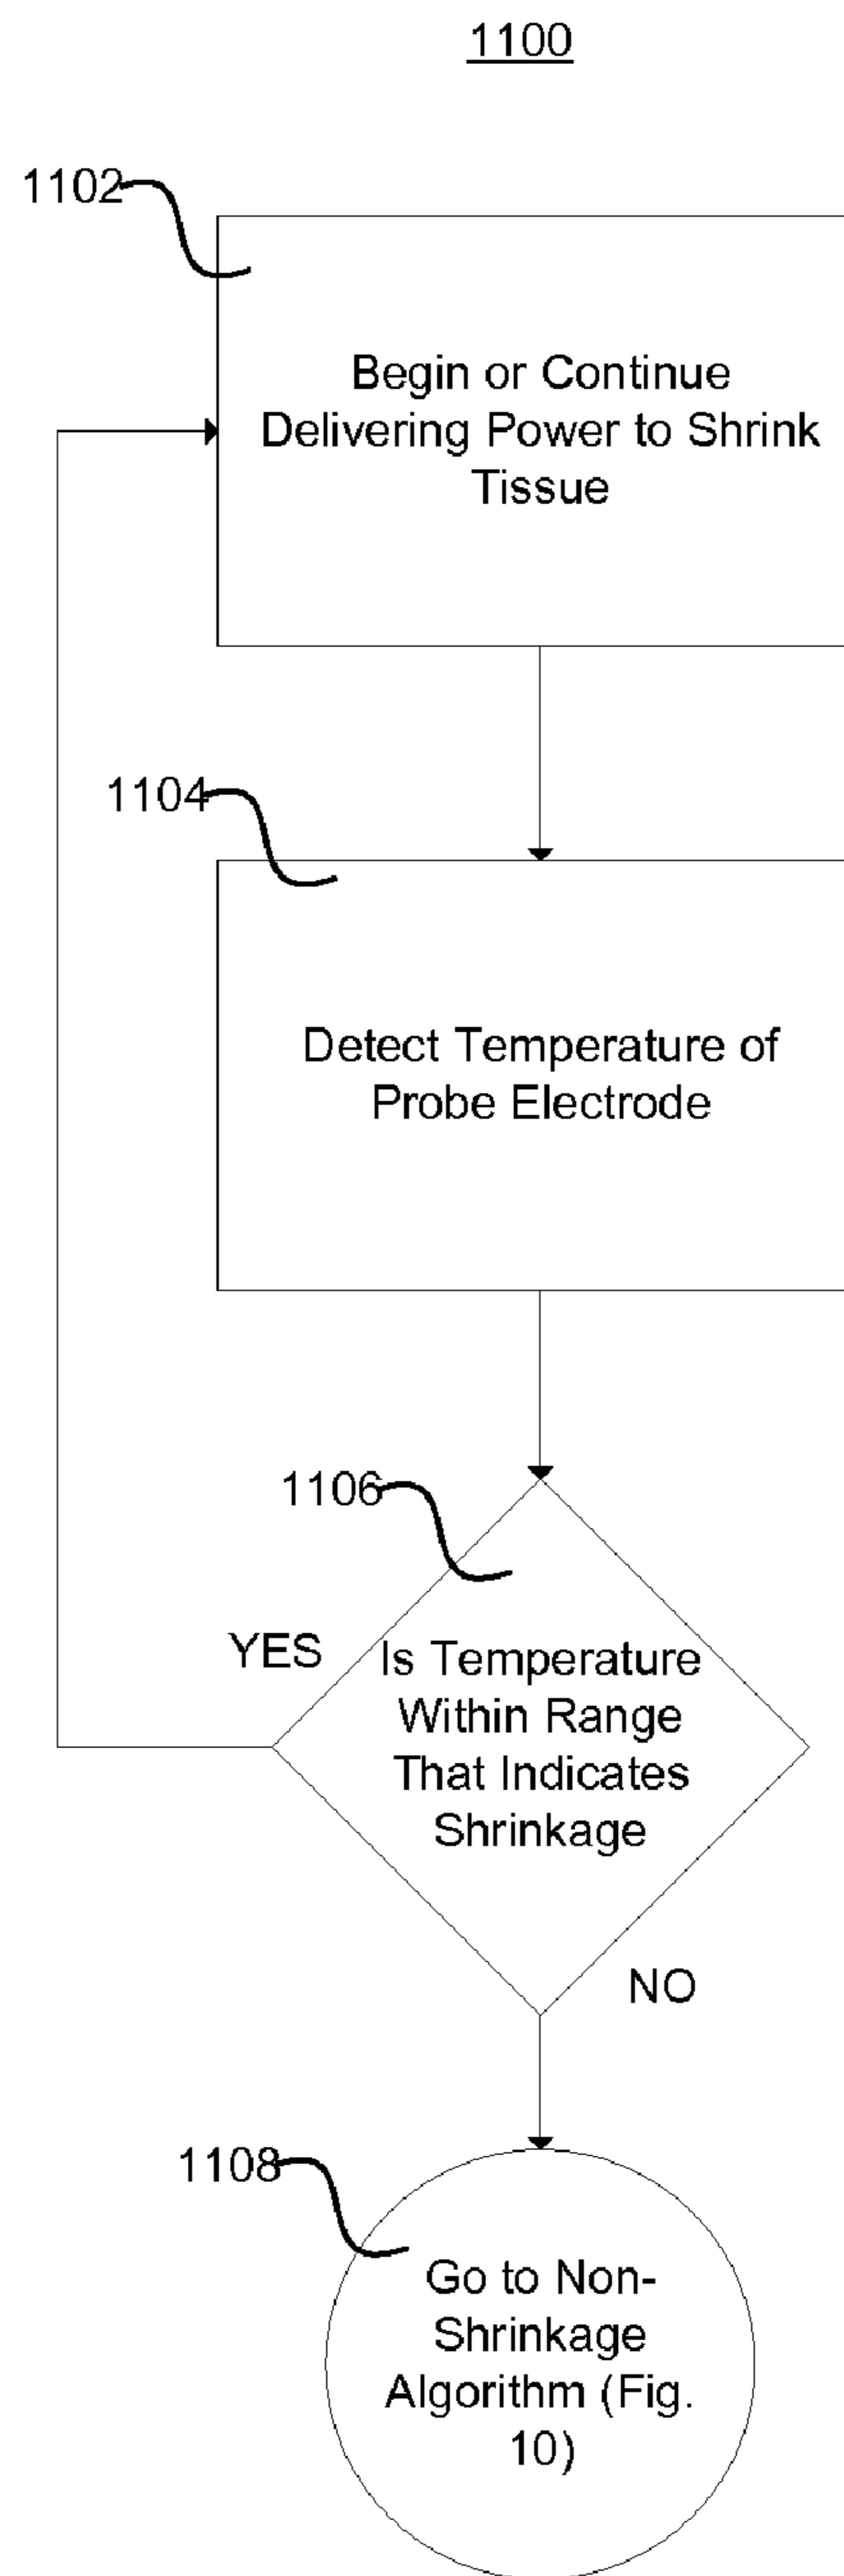 1100
1102
Begin or Continue
Delivering Power to Shrink
Tissue
1104
Detect Temperature of
Probe Electrode
1106
YES
Is Temperature
Within Range
That Indicates
Shrinkage
NO
1108
Go to Non-
Shrinkage
Algorithm (Fig.
10)